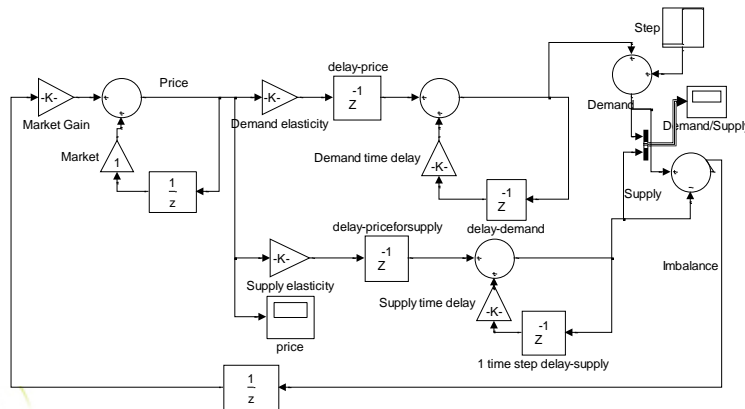 Step
delay-price
Price
-K-
-K-
-1
Z
Demand
Market Gain
Demand elasticity
Demand/Supply
Market
1
Demand time delay
-K-
1
z
-1
Z
Supply
delay-priceforsupply
delay-demand
-K-
-1
Z
Imbalance
Supply elasticity
Supply time delay
-K-
-1
Z
price
1 time step delay-supply
1
z